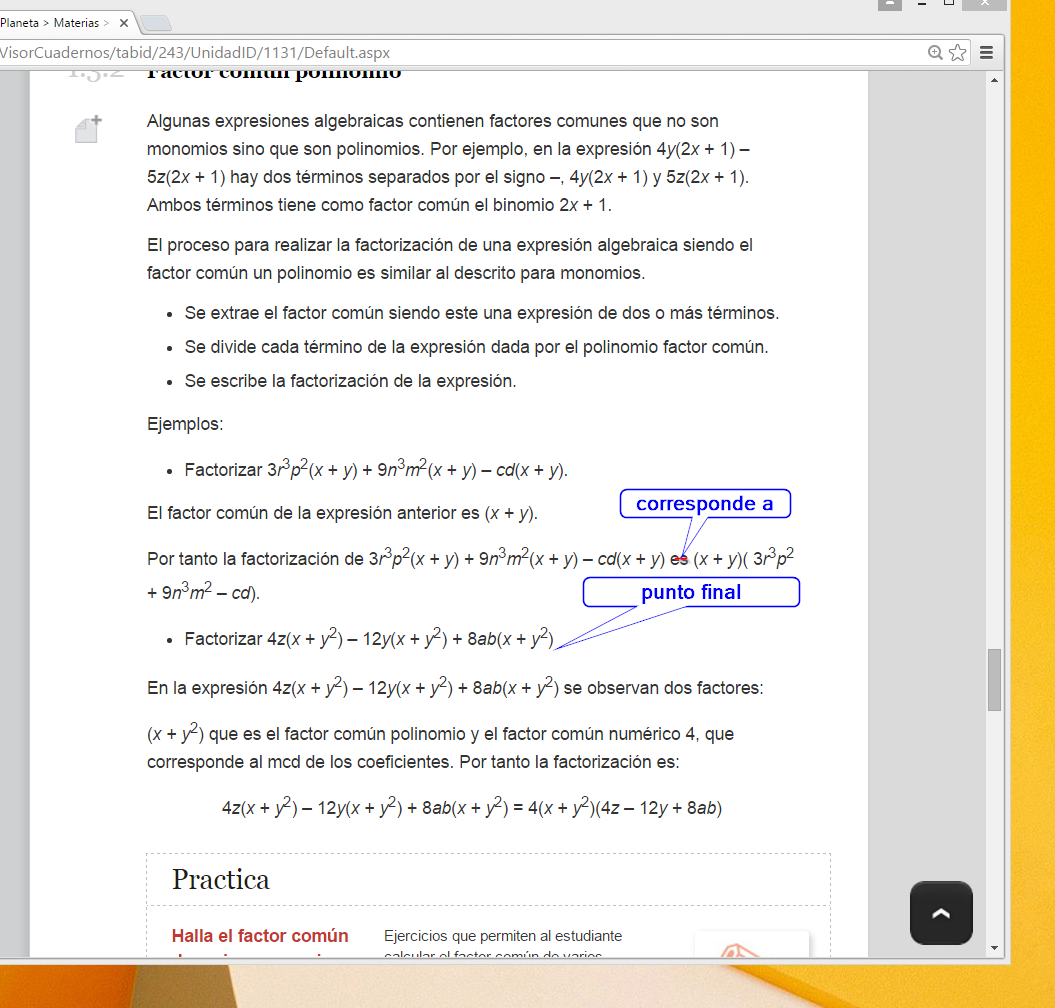 Planeta > Materias >
VisorCuadernos/tabid/243/UnidadID/1131/Default.aspx
1.3.2 Factor común polinomio
Algunas expresiones algebraicas contienen factores comunes que no son
monomios sino que son polinomios. Por ejemplo, en la expresión 4y(2x + 1) –
5z(2x + 1) hay dos términos separados por el signo –, 4y(2x + 1) y 5z(2x + 1).
Ambos términos tiene como factor común el binomio 2x + 1.
El proceso para realizar la factorización de una expresión algebraica siendo el
factor común un polinomio es similar al descrito para monomios.
• Se extrae el factor común siendo este una expresión de dos o más términos.
• Se divide cada término de la expresión dada por el polinomio factor común.
• Se escribe la factorización de la expresión.
Ejemplos:
• Factorizar 3r³p²(x + y) + 9n³m²(x + y) – cd(x + y).
corresponde a
El factor común de la expresión anterior es (x + y).
Por tanto la factorización de 3r³p²(x + y) + 9n³m²(x + y) – cd(x + y) es (x + y)( 3r³p²
+ 9n³m² – cd).
punto final
• Factorizar 4z(x + y²) – 12y(x + y²) + 8ab(x + y²)
En la expresión 4z(x + y²) – 12y(x + y²) + 8ab(x + y²) se observan dos factores:
(x + y²) que es el factor común polinomio y el factor común numérico 4, que
corresponde al mcd de los coeficientes. Por tanto la factorización es:
4z(x + y²) – 12y(x + y²) + 8ab(x + y²) = 4(x + y²)(4z – 12y + 8ab)
Practica
Halla el factor común
Ejercicios que permiten al estudiante
calcular el factor común de varios